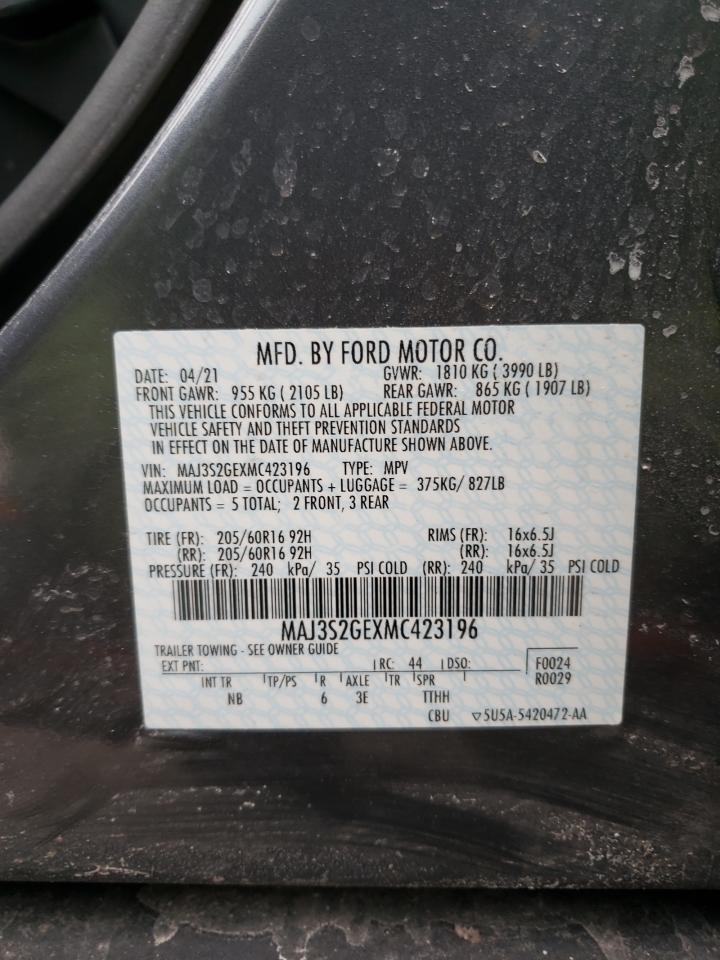 MFD. BY FORD MOTOR CO.
DATE: 04/21 GVWR: 1810 KG ( 3990 LB)
FRONT GAWR: 955 KG ( 2105 LB) REAR GAWR: 865 KG ( 1907 LB)
THIS VEHICLE CONFORMS TO ALL APPLICABLE FEDERAL MOTOR
VEHICLE SAFETY AND THEFT PREVENTION STANDARDS
IN EFFECT ON THE DATE OF MANUFACTURE SHOWN ABOVE.
VIN: MAJ3S2GEXMC423196 TYPE: MPV
MAXIMUM LOAD = OCCUPANTS + LUGGAGE = 375KG/ 827LB
OCCUPANTS = 5 TOTAL; 2 FRONT, 3 REAR
TIRE (FR): 205/60R16 92H RIMS (FR): 16x6.5J
(RR): 205/60R16 92H (RR): 16x6.5J
PRESSURE (FR): 240 kPa/ 35 PSI COLD (RR): 240 kPa/ 35 PSI COLD
MAJ3S2GEXMC423196
TRAILER TOWING - SEE OWNER GUIDE
EXT PNT: RC: 44 DSO: F0024
INT TR TP/PS R AXLE TR SPR R0029
NB 6 3E TTHH
CBU ▽5U5A-5420472-AA